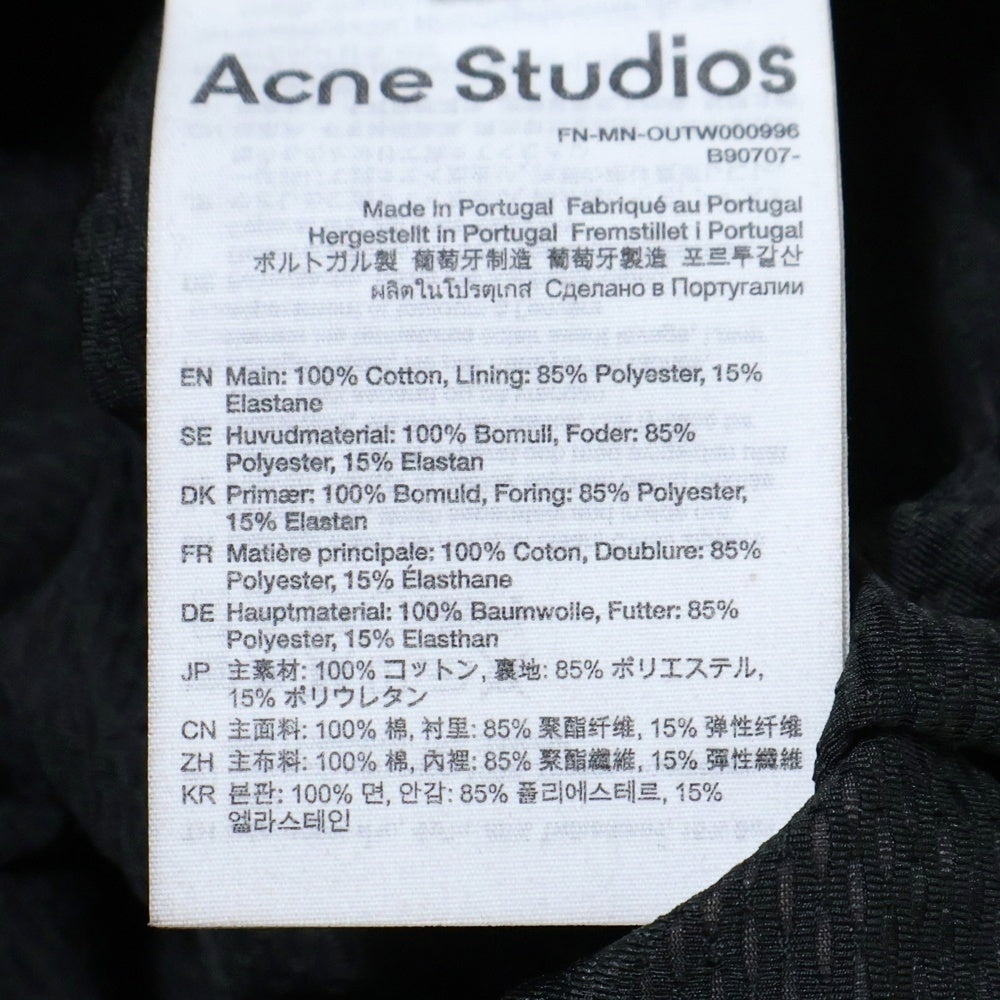 Acne Studios
FN-MN-OUTW000996
B90707-
Made in Portugal Fabriqué au Portugal
Hergestellt in Portugal Fremstillet i Portugal
ポルトガル製 葡萄牙制造 葡萄牙製造 포르투갈산
ผลิตในโปรตุเกส Сделано в Португалии
EN Main: 100% Cotton, Lining: 85% Polyester, 15%
Elastane
SE Huvudmaterial: 100% Bomull, Foder: 85%
Polyester, 15% Elastan
DK Primær: 100% Bomuld, Foring: 85% Polyester,
15% Elastan
FR Matière principale: 100% Coton, Doublure: 85%
Polyester, 15% Élasthane
DE Hauptmaterial: 100% Baumwolle, Futter: 85%
Polyester, 15% Elasthan
JP 主素材: 100% コットン, 裏地: 85% ポリエステル,
15% ポリウレタン
CN 主面料: 100% 棉, 衬里: 85% 聚酯纤维, 15% 弹性纤维
ZH 主布料: 100% 棉, 內裡: 85% 聚酯纖維, 15% 彈性纖維
KR 본판: 100% 면, 안감: 85% 폴리에스테르, 15%
엘라스테인